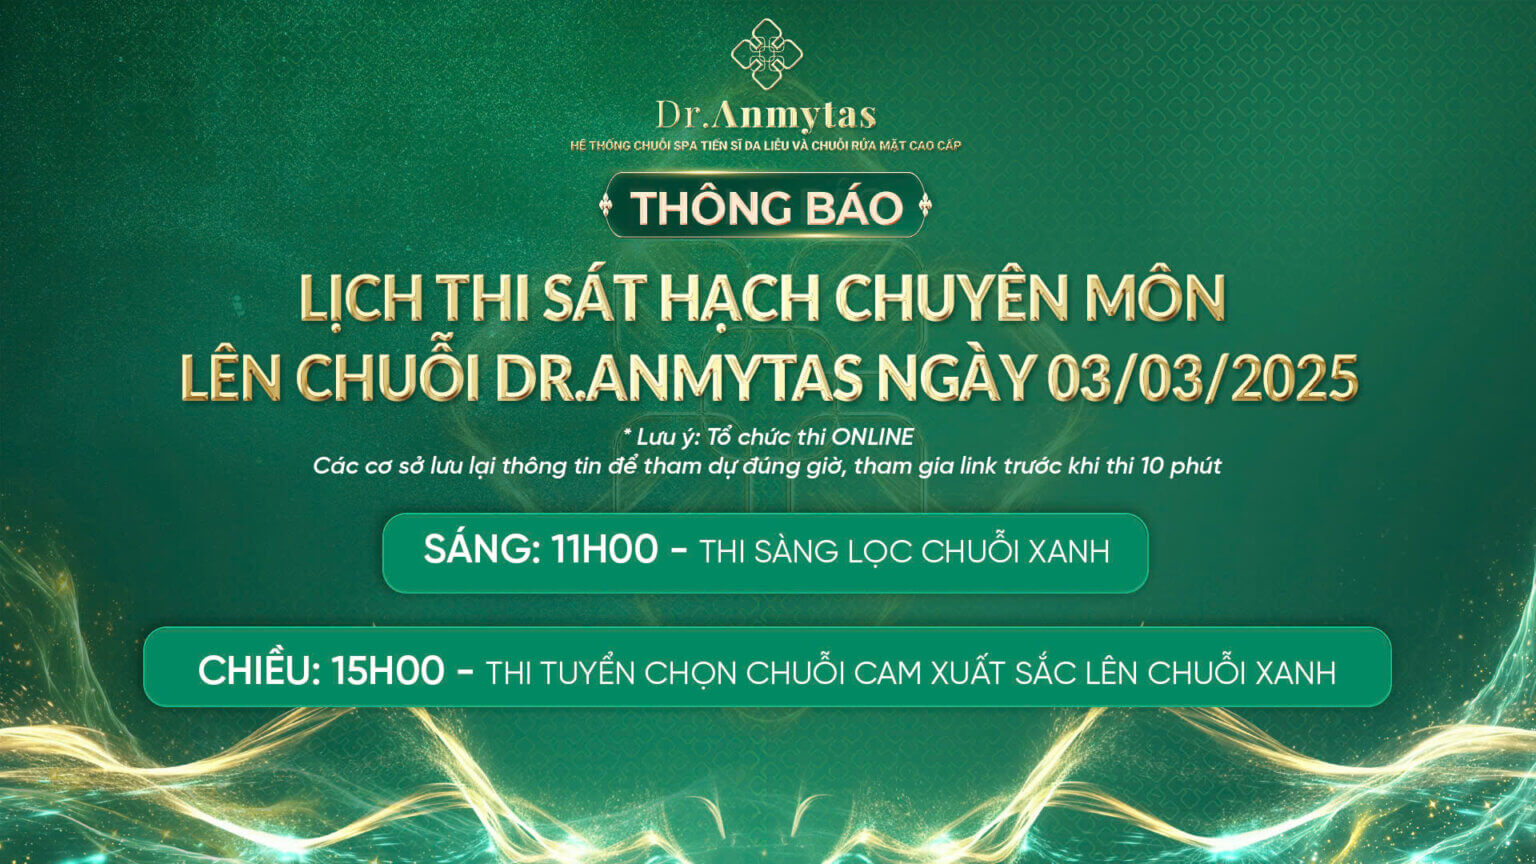 Dr.Anmytas
HỆ THỐNG CHUỖI SPA TIẾN SĨ DA LIỄU VÀ CHUỖI RỬA MẶT CAO CẤP
THÔNG BÁO
LỊCH THI SÁT HẠCH CHUYÊN MÔN
LÊN CHUỖI DR.ANMYTAS NGÀY 03/03/2025
* Lưu ý: Tổ chức thi ONLINE
Các cơ sở lưu lại thông tin để tham dự đúng giờ, tham gia link trước khi thi 10 phút
SÁNG: 11H00 - THI SÀNG LỌC CHUỖI XANH
CHIỀU: 15H00 - THI TUYỂN CHỌN CHUỖI CAM XUẤT SẮC LÊN CHUỖI XANH